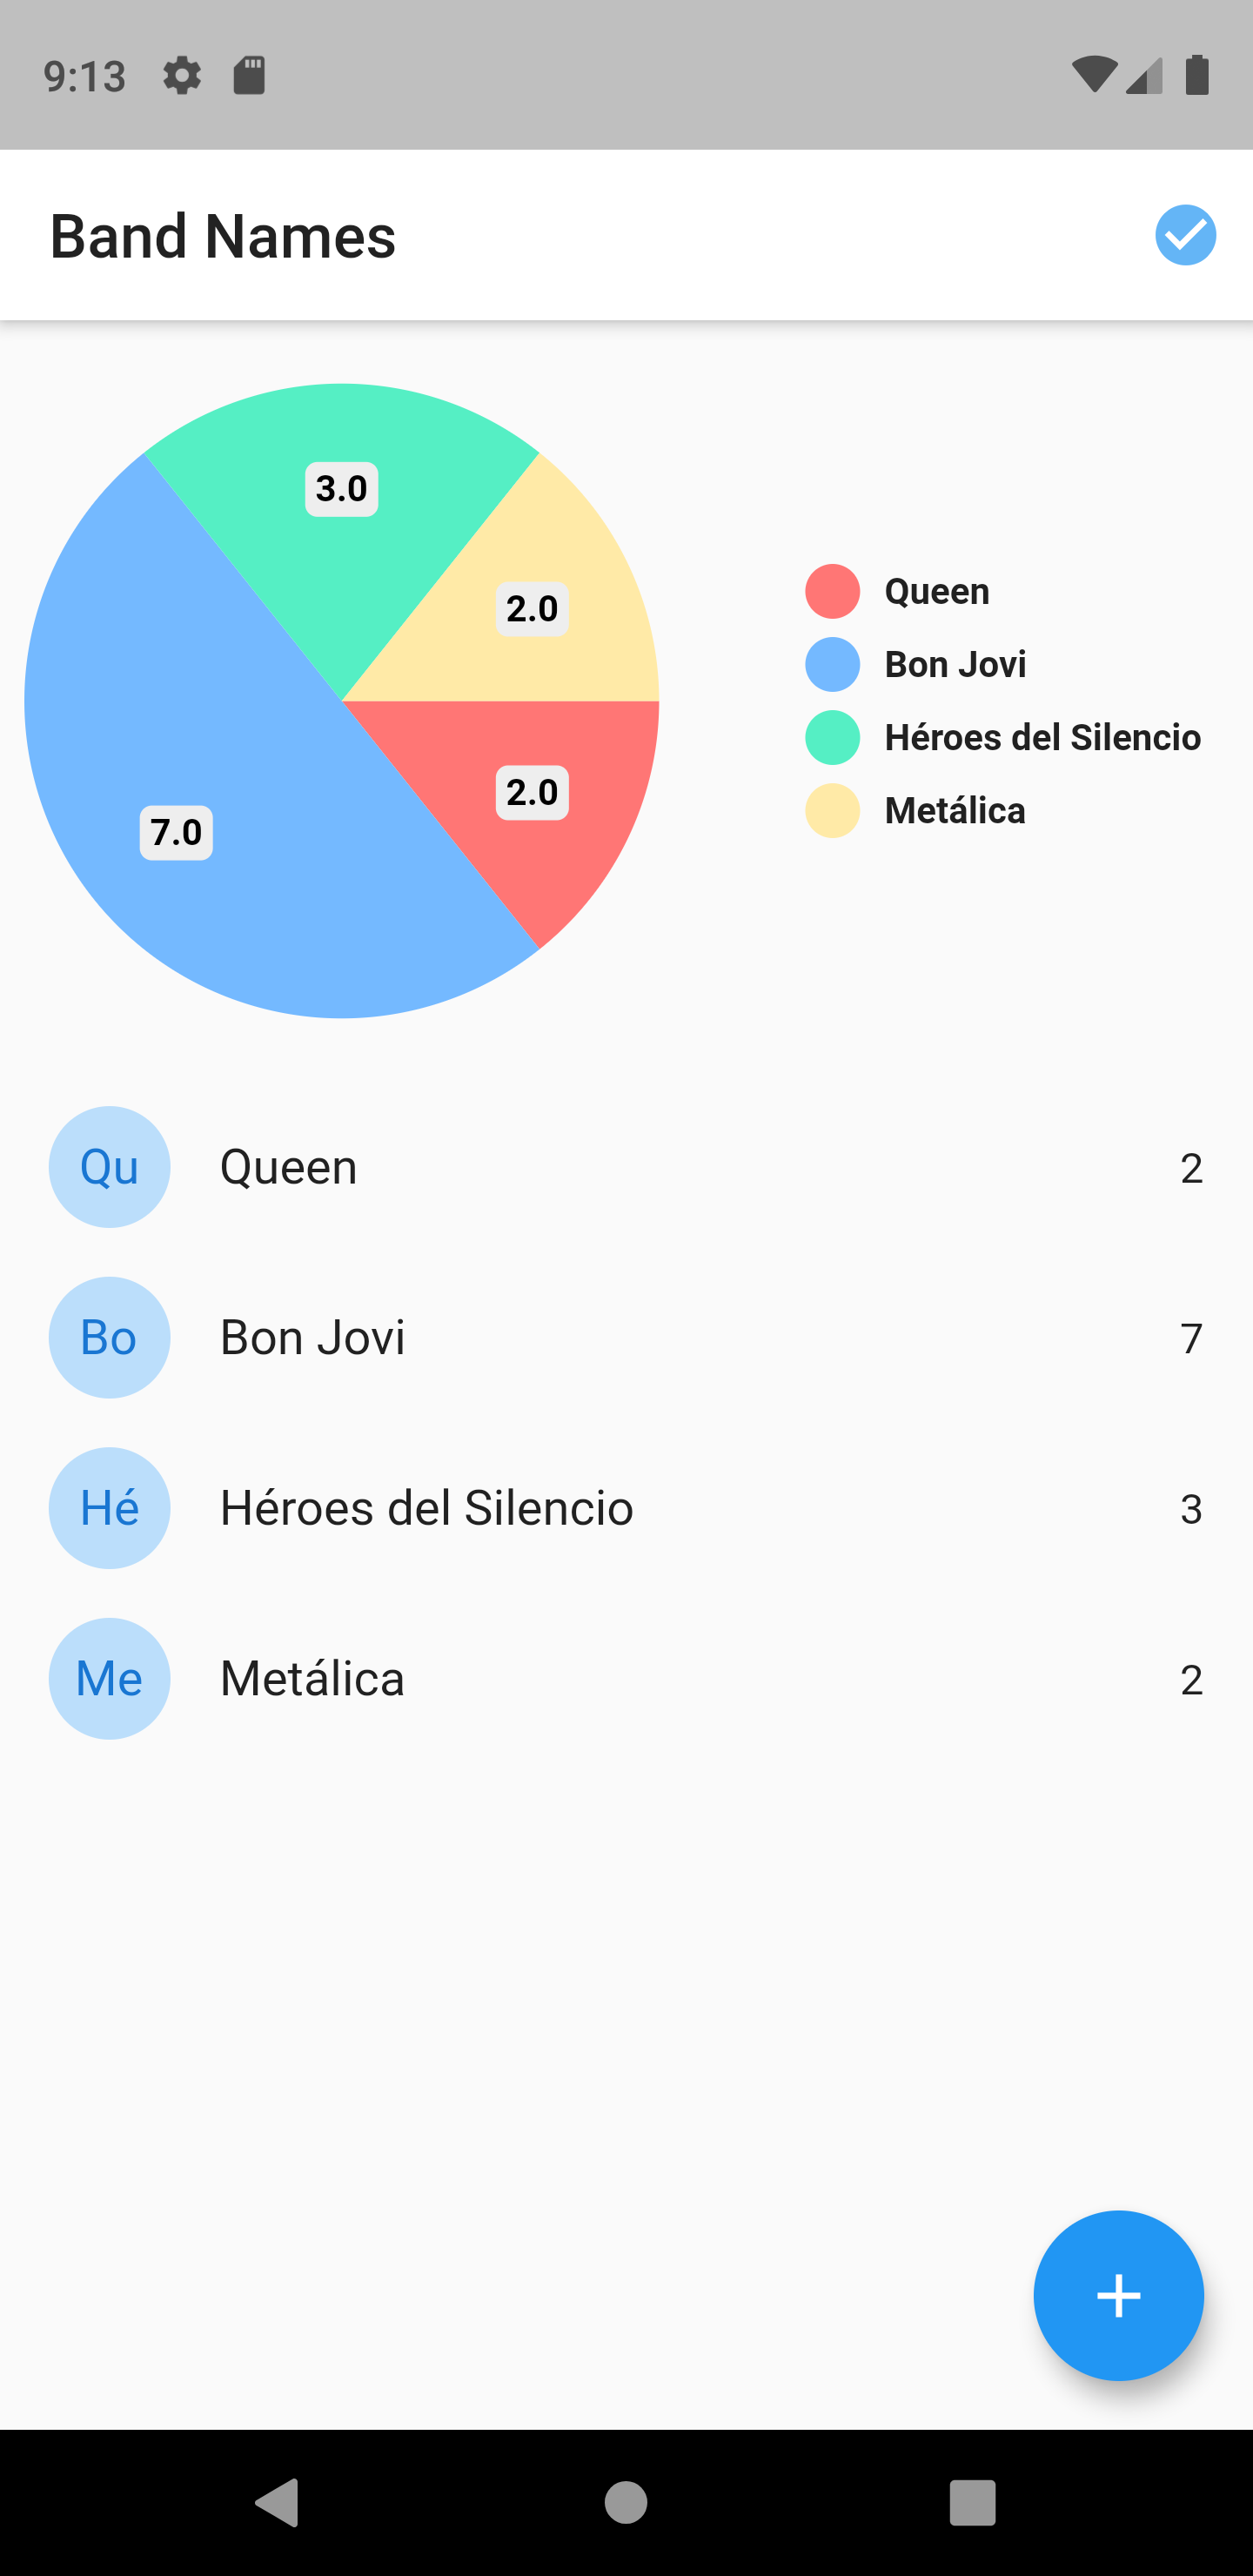 9:13
Band Names
3.0
2.0
2.0
7.0
Queen
Bon Jovi
Héroes del Silencio
Metálica
Qu Queen 2
Bo Bon Jovi 7
Hé Héroes del Silencio 3
Me Metálica 2